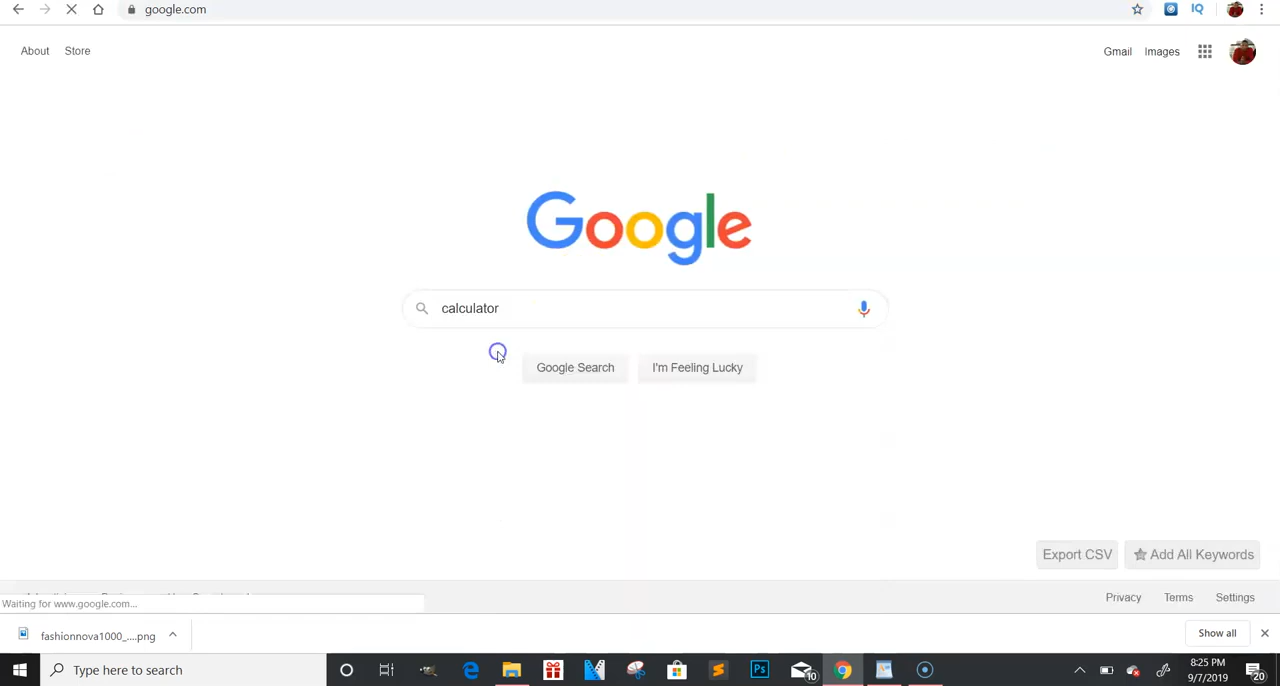 google.com
IQ
About Store
Gmail Images
Google
calculator
Google Search I'm Feeling Lucky
Export CSV Add All Keywords
Privacy Terms Settings
Waiting for www.google.com...
fashionnova1000_....png
Show all
Type here to search
Ps
10
8:25 PM
9/7/2019
20